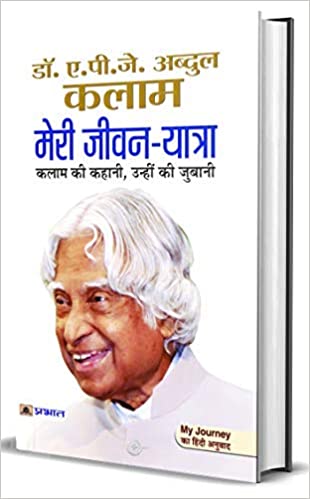 डॉ. ए.पी.जे. अब्दुल
कलाम
मेरी जीवन-यात्रा
कलाम की कहानी, उन्हीं की जुबानी
प्रभात
My Journey
का हिंदी अनुवाद